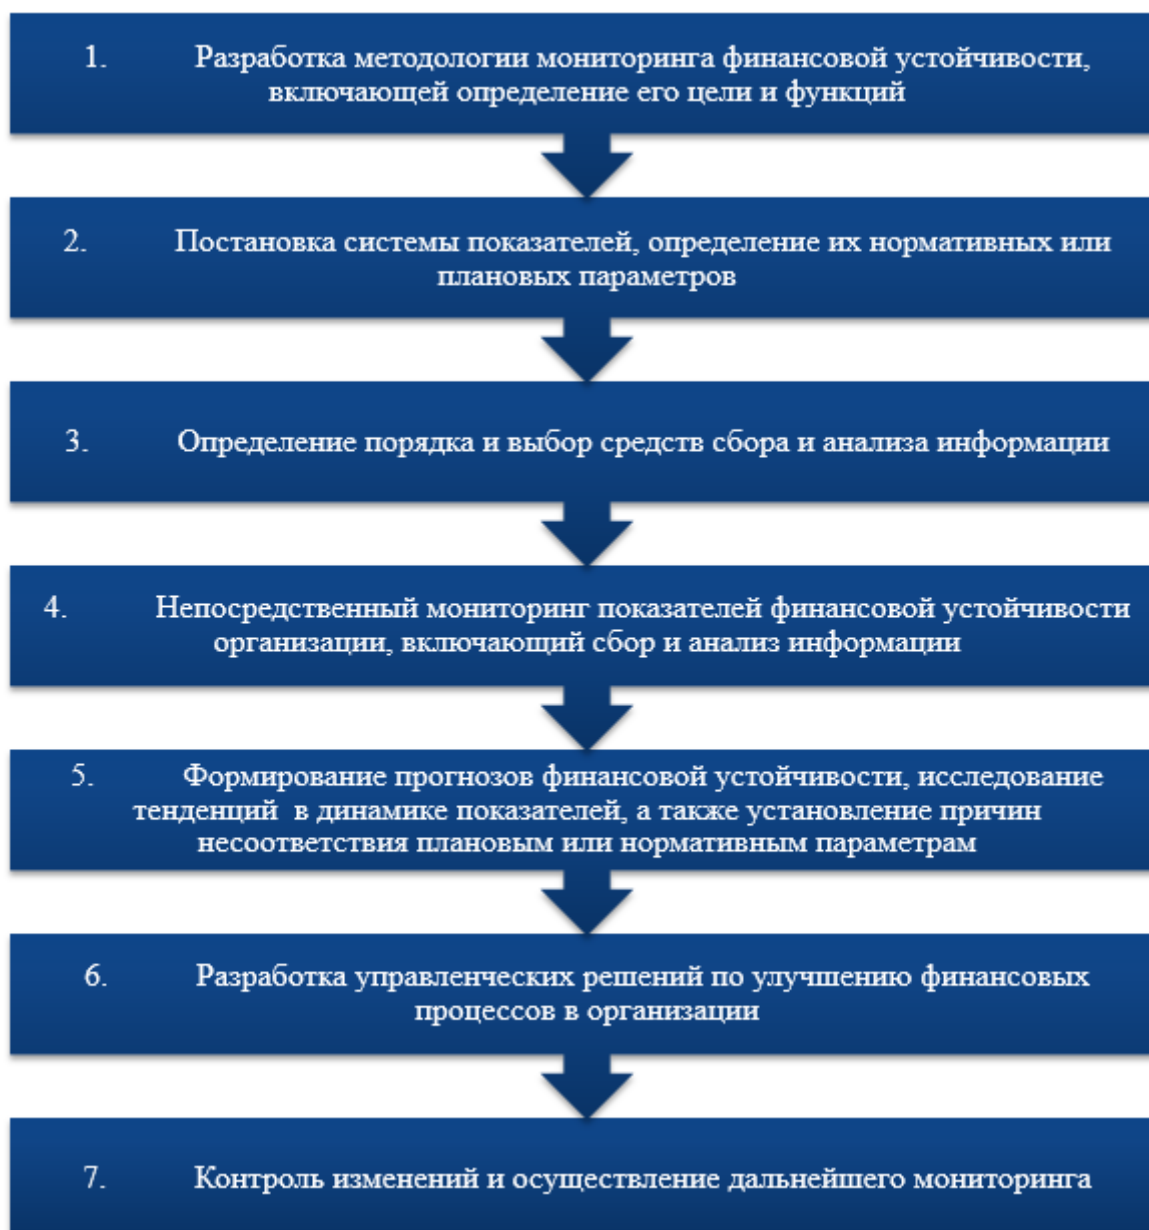 1. Разработка методологии мониторинга финансовой устойчивости,
включающей определение его цели и функций
2. Постановка системы показателей, определение их нормативных или
плановых параметров
3. Определение порядка и выбор средств сбора и анализа информации
4. Непосредственный мониторинг показателей финансовой устойчивости
организации, включающий сбор и анализ информации
5. Формирование прогнозов финансовой устойчивости, исследование
тенденций в динамике показателей, а также установление причин
несоответствия плановым или нормативным параметрам
6. Разработка управленческих решений по улучшению финансовых
процессов в организации
7. Контроль изменений и осуществление дальнейшего мониторинга